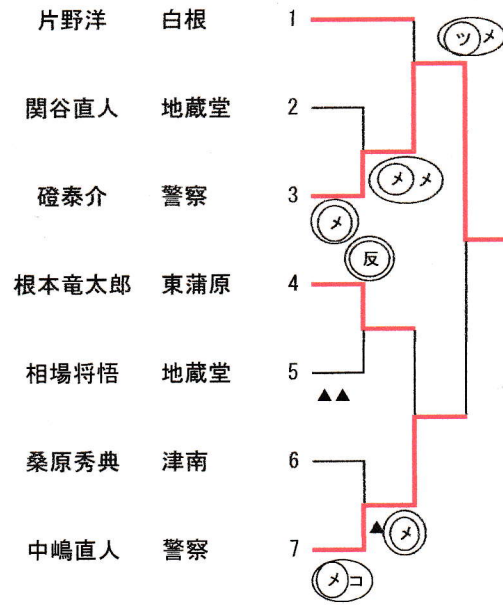 片野洋 白根 1
ツメ
関谷直人 地蔵堂 2
メメ
磴泰介 警察 3
メ
反
根本竜太郎 東蒲原 4
相場将悟 地蔵堂 5
▲▲
桑原秀典 津南 6
▲メ
中嶋直人 警察 7
メコ